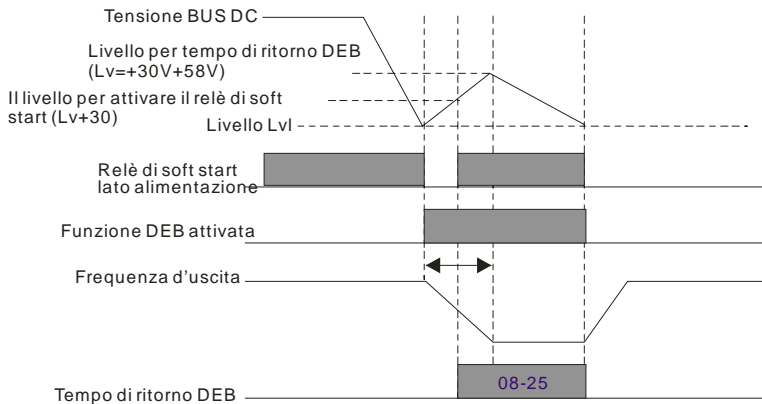 Tensione BUS DC
Livello per tempo di ritorno DEB
(Lv=+30V+58V)
Il livello per attivare il relè di soft
start (Lv+30)
Livello Lvl
Relè di soft start
lato alimentazione
Funzione DEB attivata
Frequenza d'uscita
08-25
Tempo di ritorno DEB